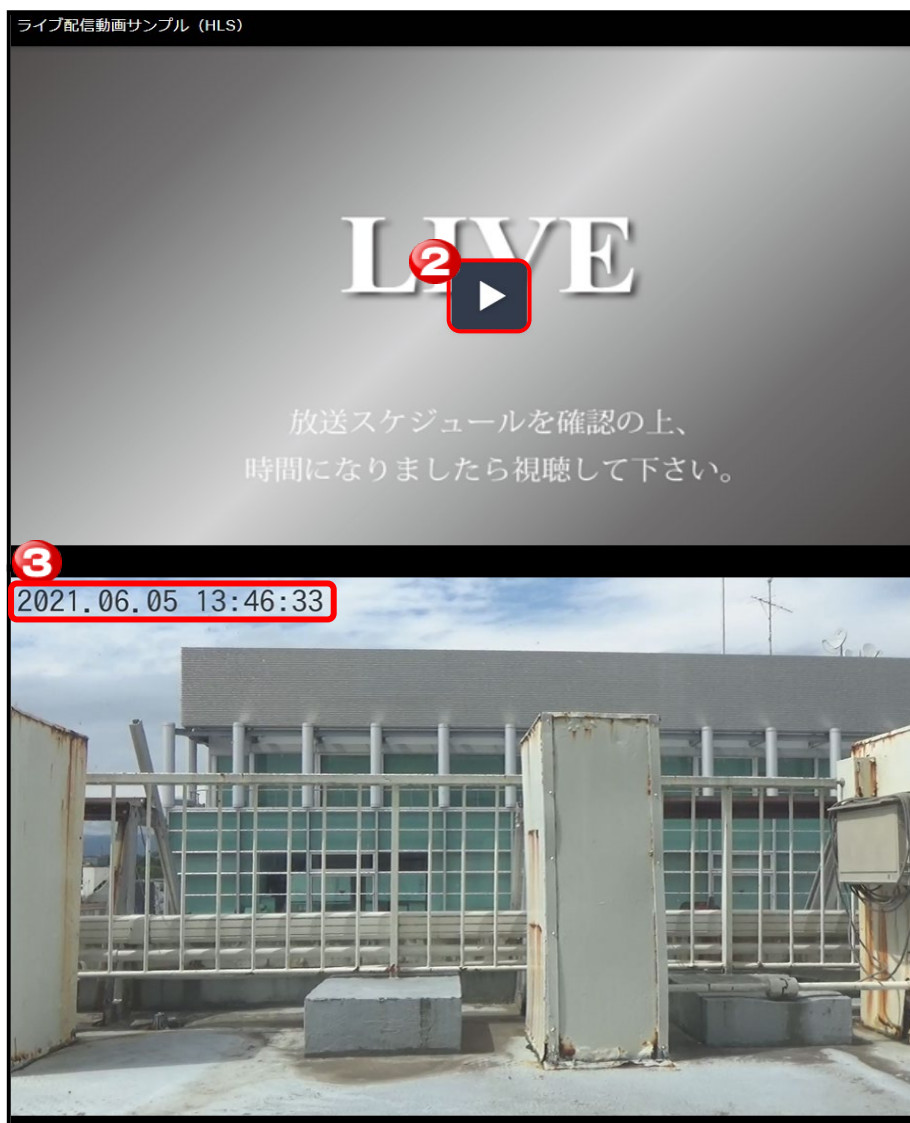 ライブ配信動画サンプル（HLS）
LIVE
2
放送スケジュールを確認の上、
時間になりましたら視聴して下さい。
3
2021.06.05 13:46:33